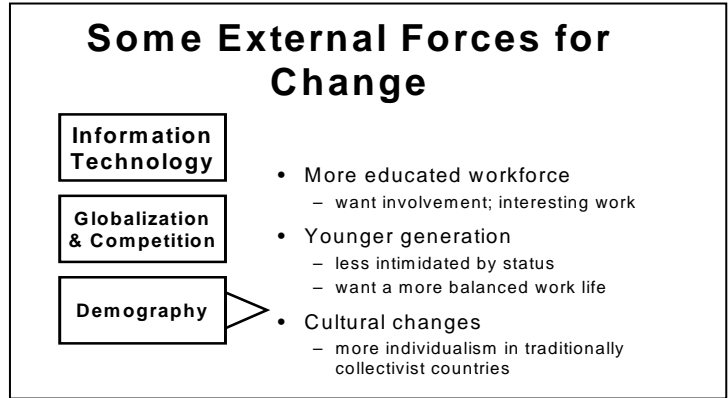 Some External Forces for
Change
Information
Technology
Globalization
& Competition
Demography
• More educated workforce
– want involvement; interesting work
• Younger generation
– less intimidated by status
– want a more balanced work life
• Cultural changes
– more individualism in traditionally
collectivist countries